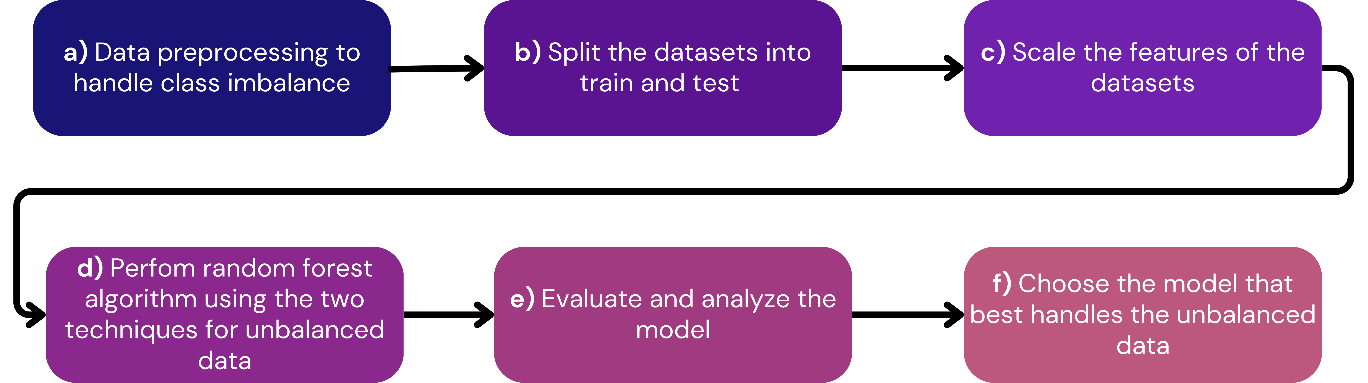 a) Data preprocessing to
handle class imbalance
b) Split the datasets into
train and test
c) Scale the features of the
datasets
d) Perfom random forest
algorithm using the two
techniques for unbalanced
data
e) Evaluate and analyze the
model
f) Choose the model that
best handles the unbalanced
data